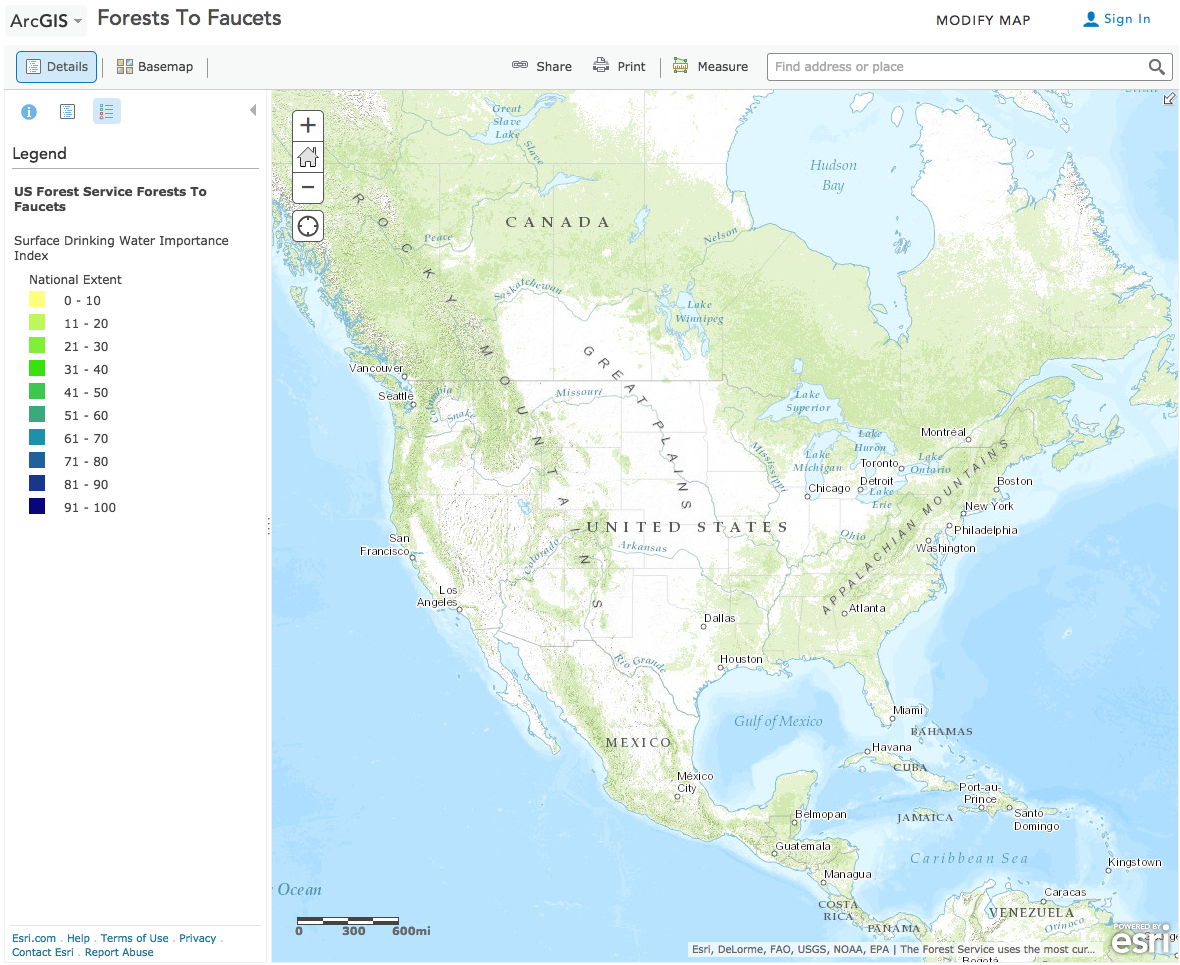 ArcGIS
Forests To Faucets
MODIFY MAP
Sign In
Details
Basemap
Share
Print
Measure
Find address or place
Legend
US Forest Service Forests To
Faucets
Surface Drinking Water Importance
Index
National Extent
0 - 10
11 - 20
21 - 30
31 - 40
41 - 50
51 - 60
61 - 70
71 - 80
81 - 90
91 - 100
Esri.com . Help . Terms of Use . Privacy .
Contact Esri . Report Abuse
Great
Slave
Lake
Slave
Hudson
Bay
CANADA
Peace
Nelson
ROCKY MOUNTAINS
Saskatchewan
Lake
Winnipeg
GREAT PLAINS
Vancouver
Seattle
Snake
Missouri
Lake
Superior
Mississippi
Lake
Michigan
Lake
Huron
Montréal
Toronto
Lake
Ontario
Chicago
Detroit
Lake
Erie
Boston
New York
Philadelphia
Washington
APPALACHIAN MOUNTAINS
Ohio
UNITED STATES
San
Francisco
Colorado
Arkansas
Los
Angeles
Atlanta
Dallas
Houston
Rio Grande
Gulf of Mexico
Miami
BAHAMAS
MEXICO
Havana
CUBA
México
City
Port-au-
Prince
Santo
Domingo
JAMAICA
Belmopan
Guatemala
Caribbean Sea
Kingstown
Managua
Caracas
COSTA
RICA
VENEZUELA
PANAMA
Orinoco
Bogotá
Ocean
0 300 600mi
Esri, DeLorme, FAO, USGS, NOAA, EPA | The Forest Service uses the most cur...
POWERED BY
esri